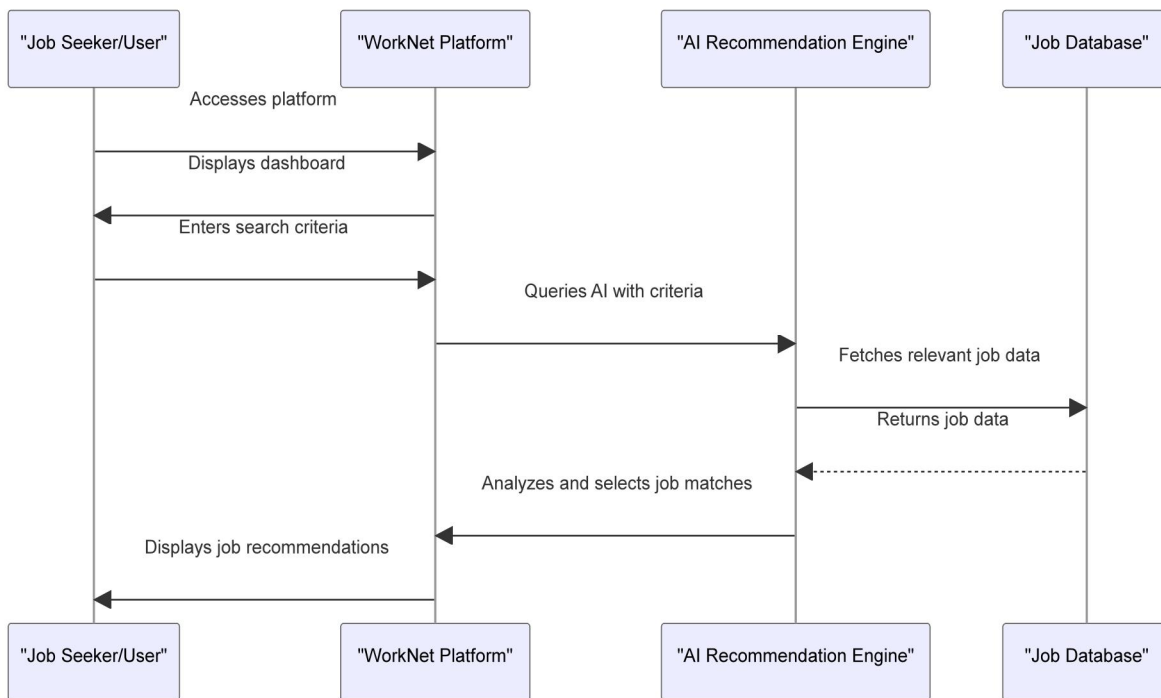 "Job Seeker/User"
"WorkNet Platform"
"AI Recommendation Engine"
"Job Database"
Accesses platform
Displays dashboard
Enters search criteria
Queries AI with criteria
Fetches relevant job data
Returns job data
Analyzes and selects job matches
Displays job recommendations
"Job Seeker/User"
"WorkNet Platform"
"AI Recommendation Engine"
"Job Database"